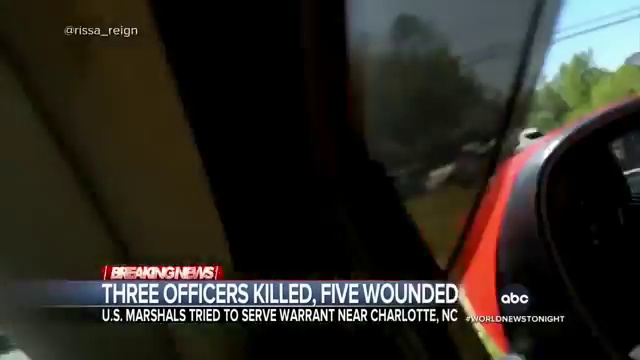 @rissa_reign
BREAKING NEWS
THREE OFFICERS KILLED, FIVE WOUNDED
abc
U.S. MARSHALS TRIED TO SERVE WARRANT NEAR CHARLOTTE, NC
#WORLDNEWSTONIGHT